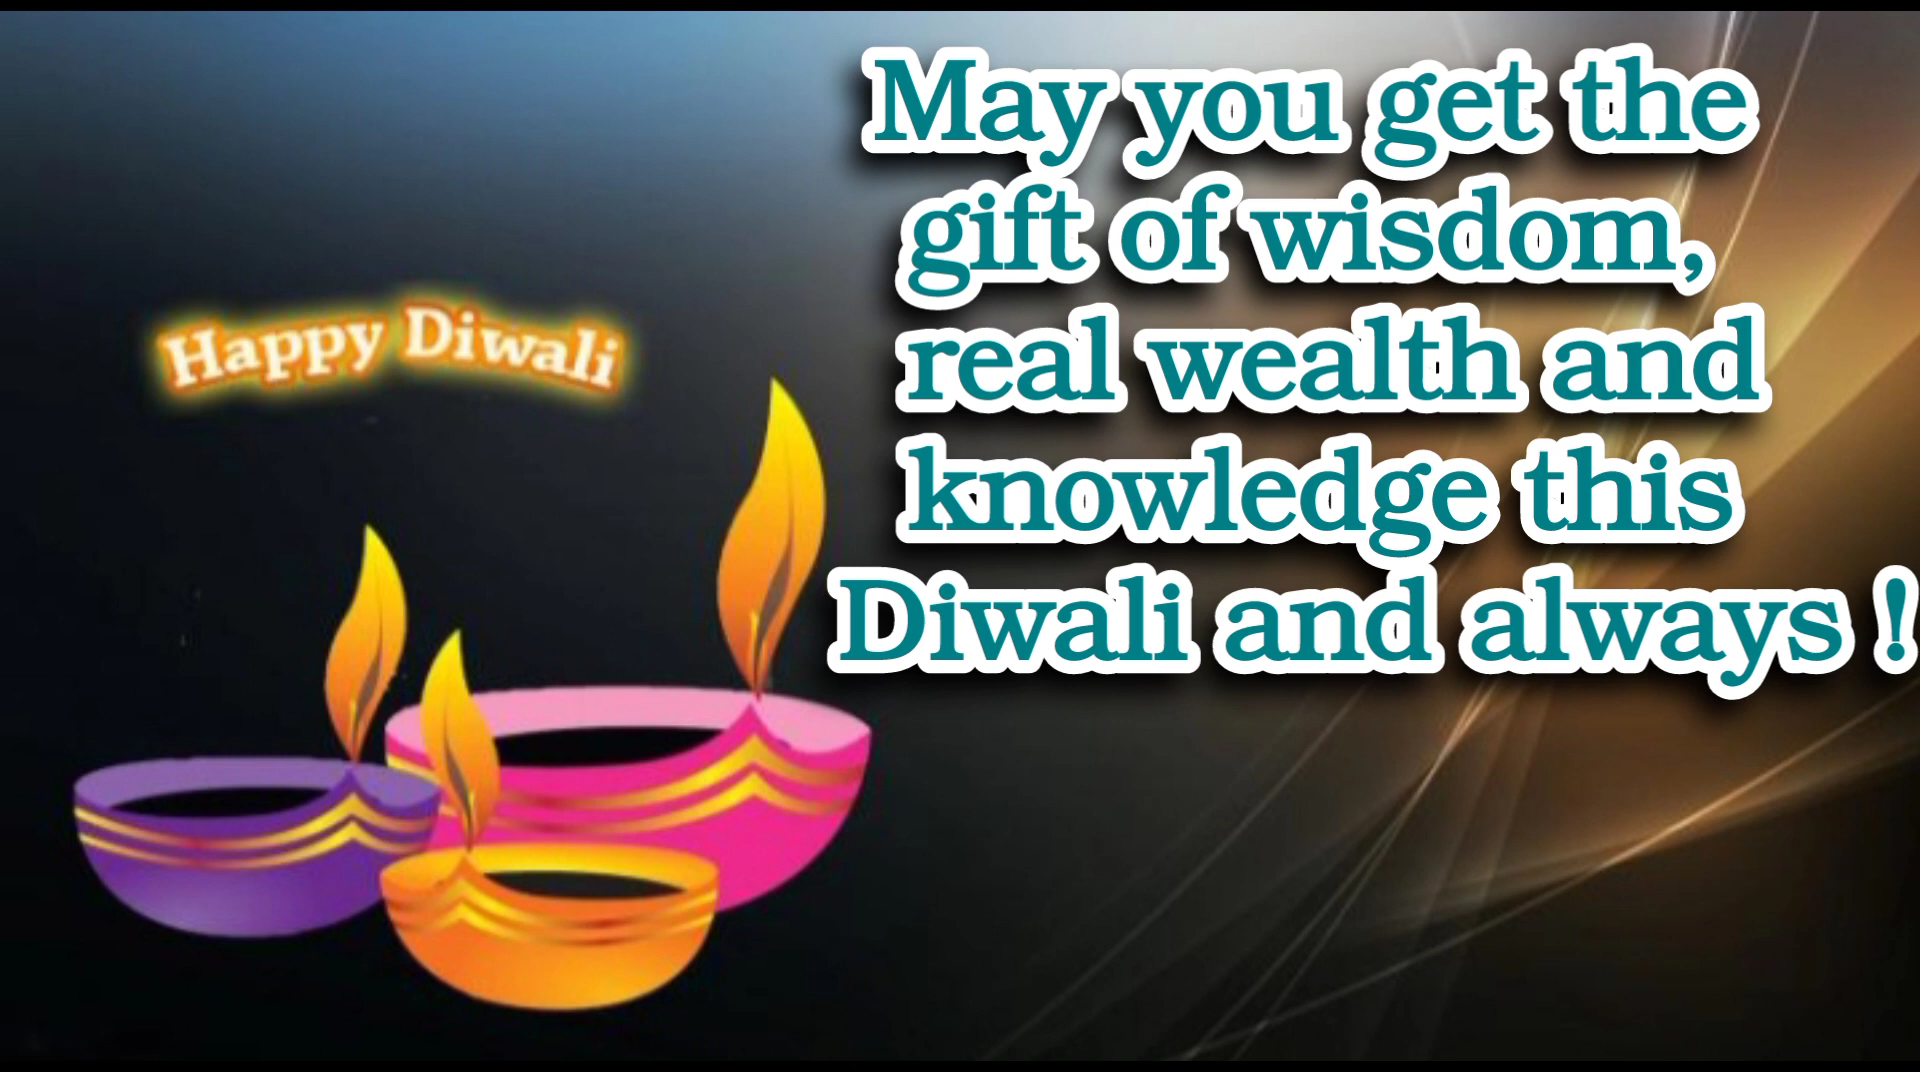 May you get the
gift of wisdom,
real wealth and
knowledge this
Diwali and always !
Happy Diwali